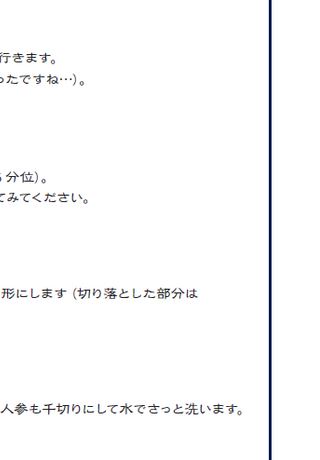 行きます。
ったですね…）。
分位）。
てみてください。
形にします（切り落とした部分は
人参も千切りにして水でさっと洗います。